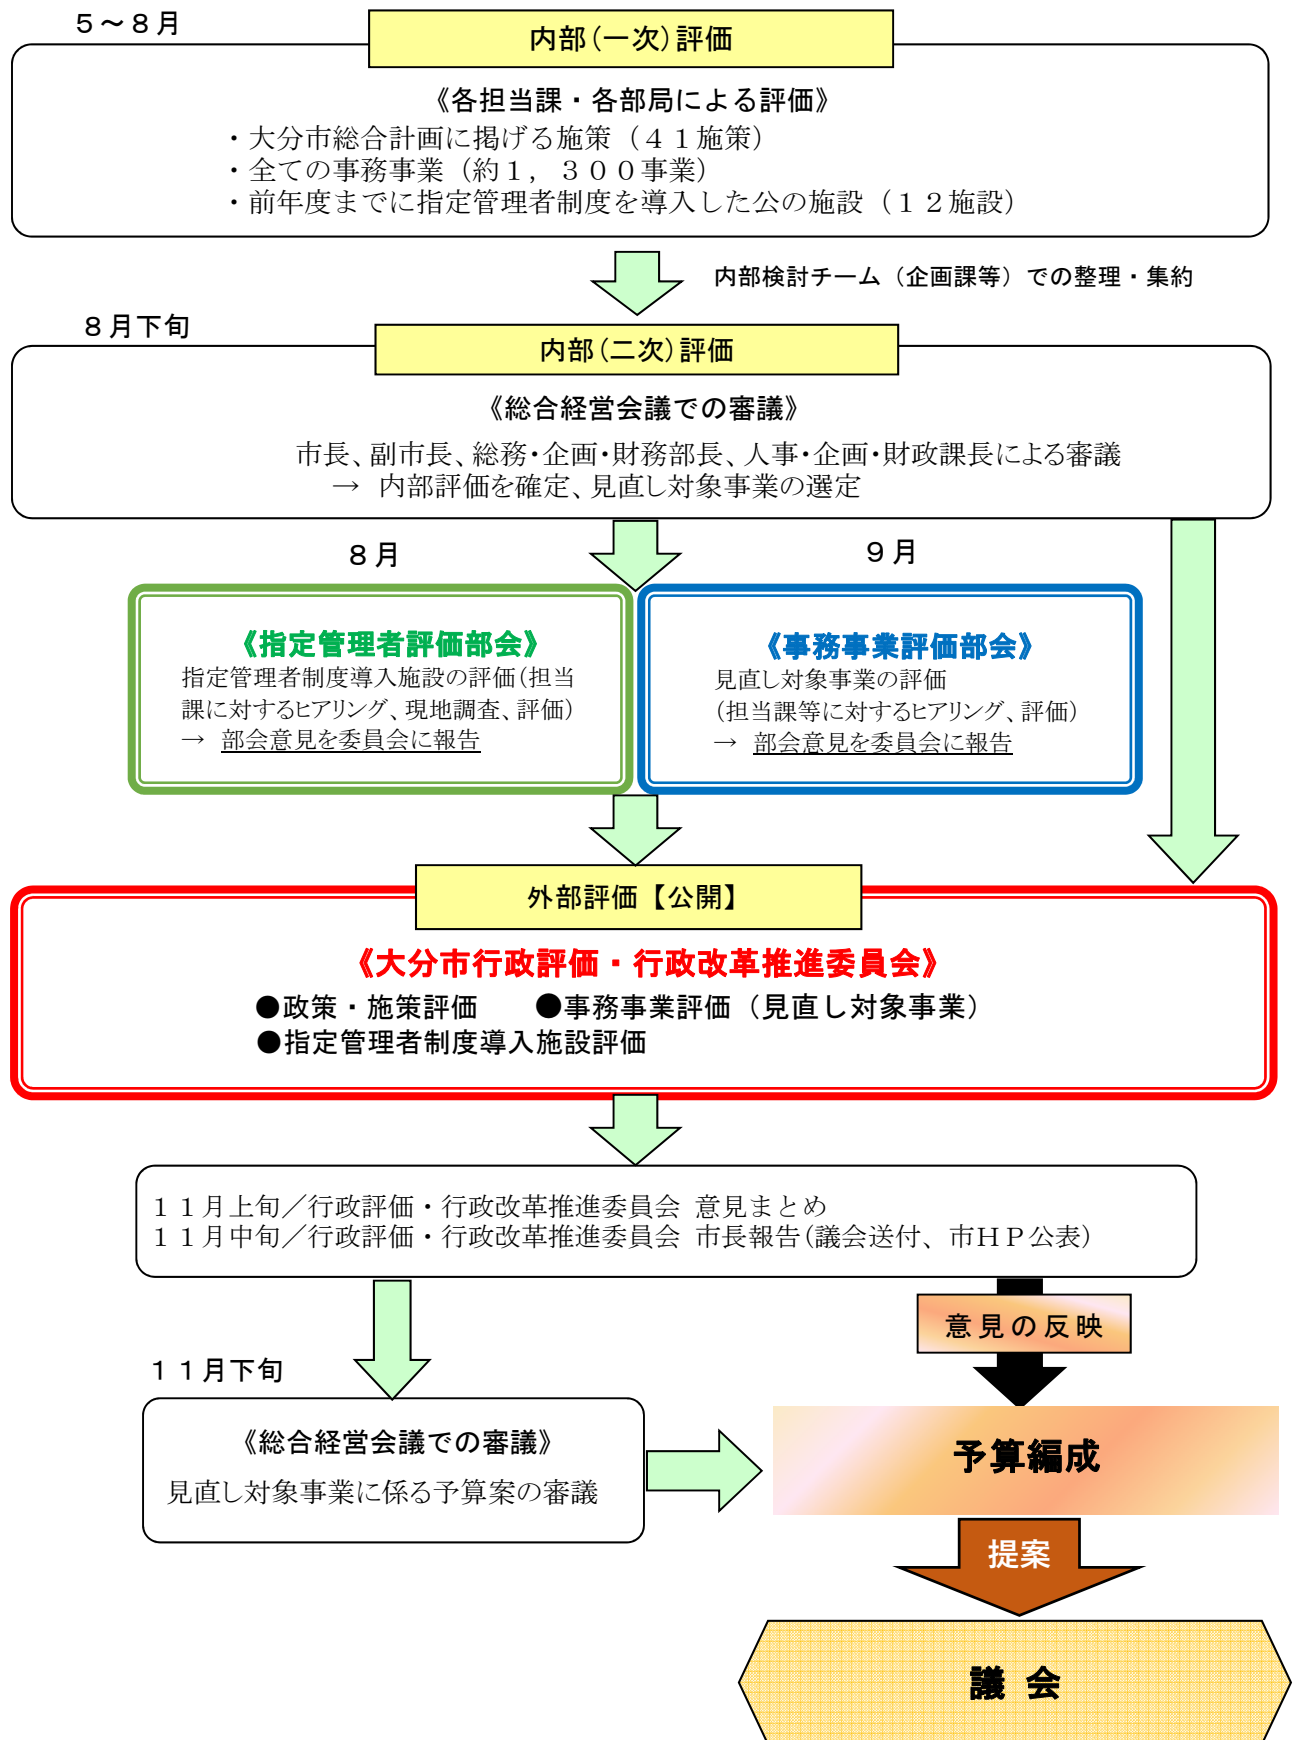 ５～８月
内部（一次）評価
《各担当課・各部局による評価》
・大分市総合計画に掲げる施策（４１施策）
・全ての事務事業（約１，３００事業）
・前年度までに指定管理者制度を導入した公の施設（１２施設）
内部検討チーム（企画課等）での整理・集約
８月下旬
内部（二次）評価
《総合経営会議での審議》
市長、副市長、総務・企画・財務部長、人事・企画・財政課長による審議
→ 内部評価を確定、見直し対象事業の選定
８月
９月
《指定管理者評価部会》
指定管理者制度導入施設の評価（担当
課に対するヒアリング、現地調査、評価）
→ 部会意見を委員会に報告
《事務事業評価部会》
見直し対象事業の評価
（担当課等に対するヒアリング、評価）
→ 部会意見を委員会に報告
外部評価【公開】
《大分市行政評価・行政改革推進委員会》
●政策・施策評価 ●事務事業評価（見直し対象事業）
●指定管理者制度導入施設評価
１１月上旬／行政評価・行政改革推進委員会 意見まとめ
１１月中旬／行政評価・行政改革推進委員会 市長報告（議会送付、市ＨＰ公表）
意見の反映
１１月下旬
《総合経営会議での審議》
見直し対象事業に係る予算案の審議
予算編成
提案
議 会